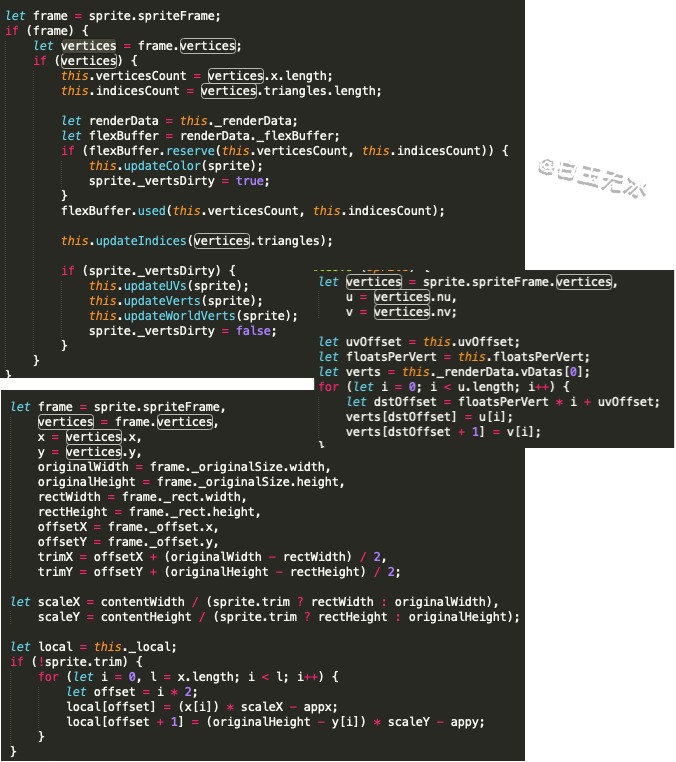 let frame = sprite.spriteFrame;
if (frame) {
    let vertices = frame.vertices;
    if (vertices) {
        this.verticesCount = vertices.x.length;
        this.indicesCount = vertices.triangles.length;

        let renderData = this._renderData;
        let flexBuffer = renderData._flexBuffer;
        if (flexBuffer.reserve(this.verticesCount, this.indicesCount)) {
            this.updateColor(sprite);
            sprite._vertsDirty = true;
        }
        flexBuffer.used(this.verticesCount, this.indicesCount);

        this.updateIndices(vertices.triangles);

        if (sprite._vertsDirty) {
            this.updateUVs(sprite);
            this.updateVerts(sprite);
            this.updateWorldVerts(sprite);
            sprite._vertsDirty = false;
        }
    }
}
@白玉无冰
let vertices = sprite.spriteFrame.vertices,
    u = vertices.nu,
    v = vertices.nv;

let uvOffset = this.uvOffset;
let floatsPerVert = this.floatsPerVert;
let verts = this._renderData.vDatas[0];
for (let i = 0; i < u.length; i++) {
    let dstOffset = floatsPerVert * i + uvOffset;
    verts[dstOffset] = u[i];
    verts[dstOffset + 1] = v[i];
}
let frame = sprite.spriteFrame,
    vertices = frame.vertices,
    x = vertices.x,
    y = vertices.y,
    originalWidth = frame._originalSize.width,
    originalHeight = frame._originalSize.height,
    rectWidth = frame._rect.width,
    rectHeight = frame._rect.height,
    offsetX = frame._offset.x,
    offsetY = frame._offset.y,
    trimX = offsetX + (originalWidth - rectWidth) / 2,
    trimY = offsetY + (originalHeight - rectHeight) / 2;

let scaleX = contentWidth / (sprite.trim ? rectWidth : originalWidth),
    scaleY = contentHeight / (sprite.trim ? rectHeight : originalHeight);

let local = this._local;
if (!sprite.trim) {
    for (let i = 0, l = x.length; i < l; i++) {
        let offset = i * 2;
        local[offset] = (x[i]) * scaleX - appx;
        local[offset + 1] = (originalHeight - y[i]) * scaleY - appy;
    }
}